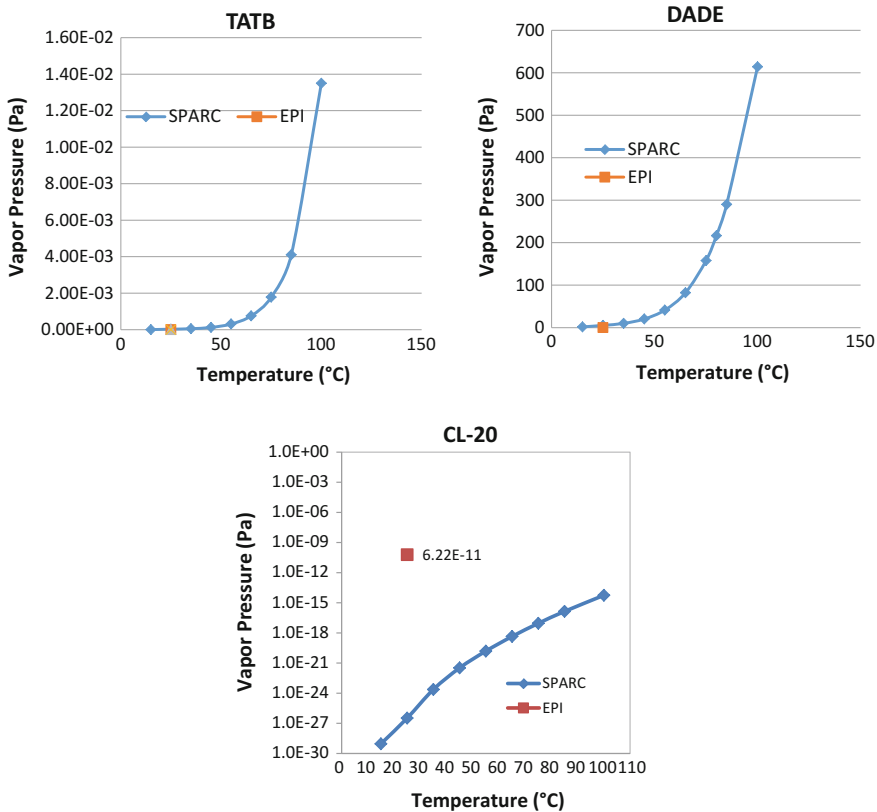 TATB
Vapor Pressure (Pa)
1.60E-02
1.40E-02
1.20E-02
1.00E-02
8.00E-03
6.00E-03
4.00E-03
2.00E-03
0.00E+00
SPARC EPI
0 50 100 150
Temperature (°C)
DADE
Vapor Pressure (Pa)
700
600
500
400
300
200
100
0
SPARC
EPI
0 50 100 150
Temperature (°C)
CL-20
Vapor Pressure (Pa)
1.0E+00
1.0E-03
1.0E-06
1.0E-09
1.0E-12
1.0E-15
1.0E-18
1.0E-21
1.0E-24
1.0E-27
1.0E-30
6.22E-11
SPARC
EPI
0 10 20 30 40 50 60 70 80 90 100 110
Temperature (°C)